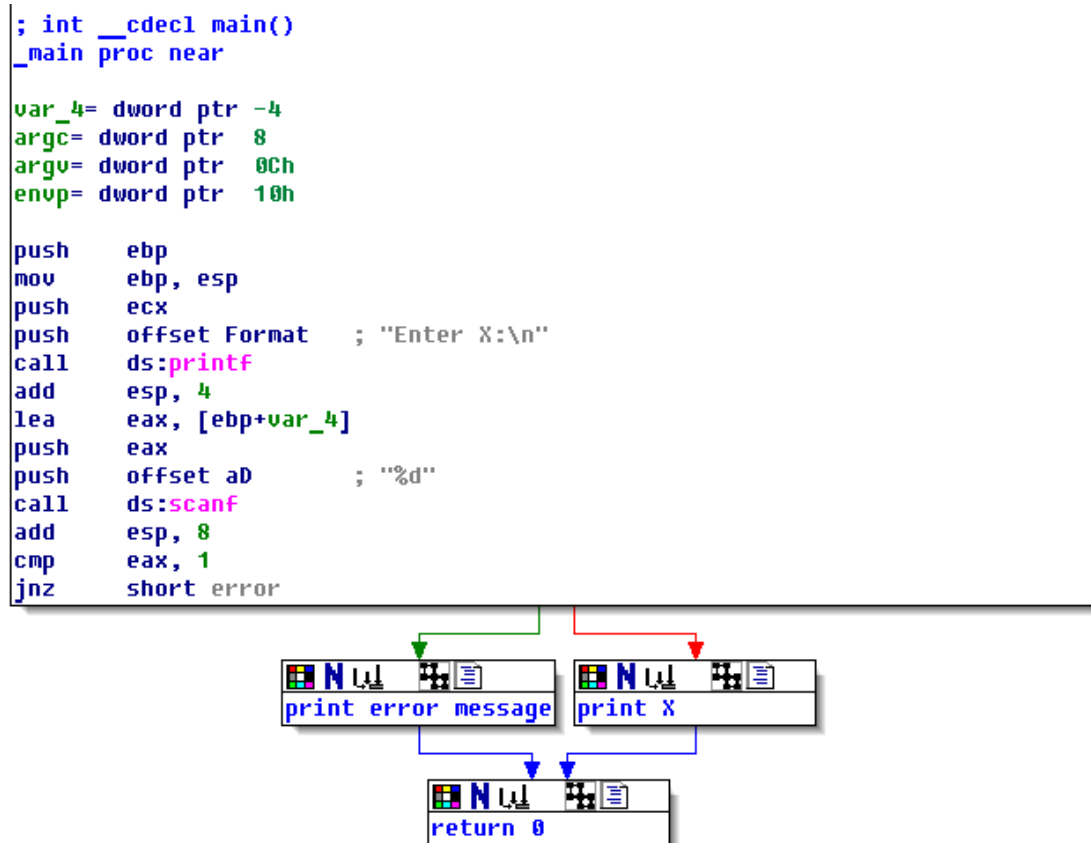 ; int __cdecl main()
_main proc near
var_4= dword ptr -4
argc= dword ptr  8
argv= dword ptr  0Ch
envp= dword ptr  10h
push    ebp
mov     ebp, esp
push    ecx
push    offset Format   ; "Enter X:\n"
call    ds:printf
add     esp, 4
lea     eax, [ebp+var_4]
push    eax
push    offset aD       ; "%d"
call    ds:scanf
add     esp, 8
cmp     eax, 1
jnz     short error
print error message
print X
return 0